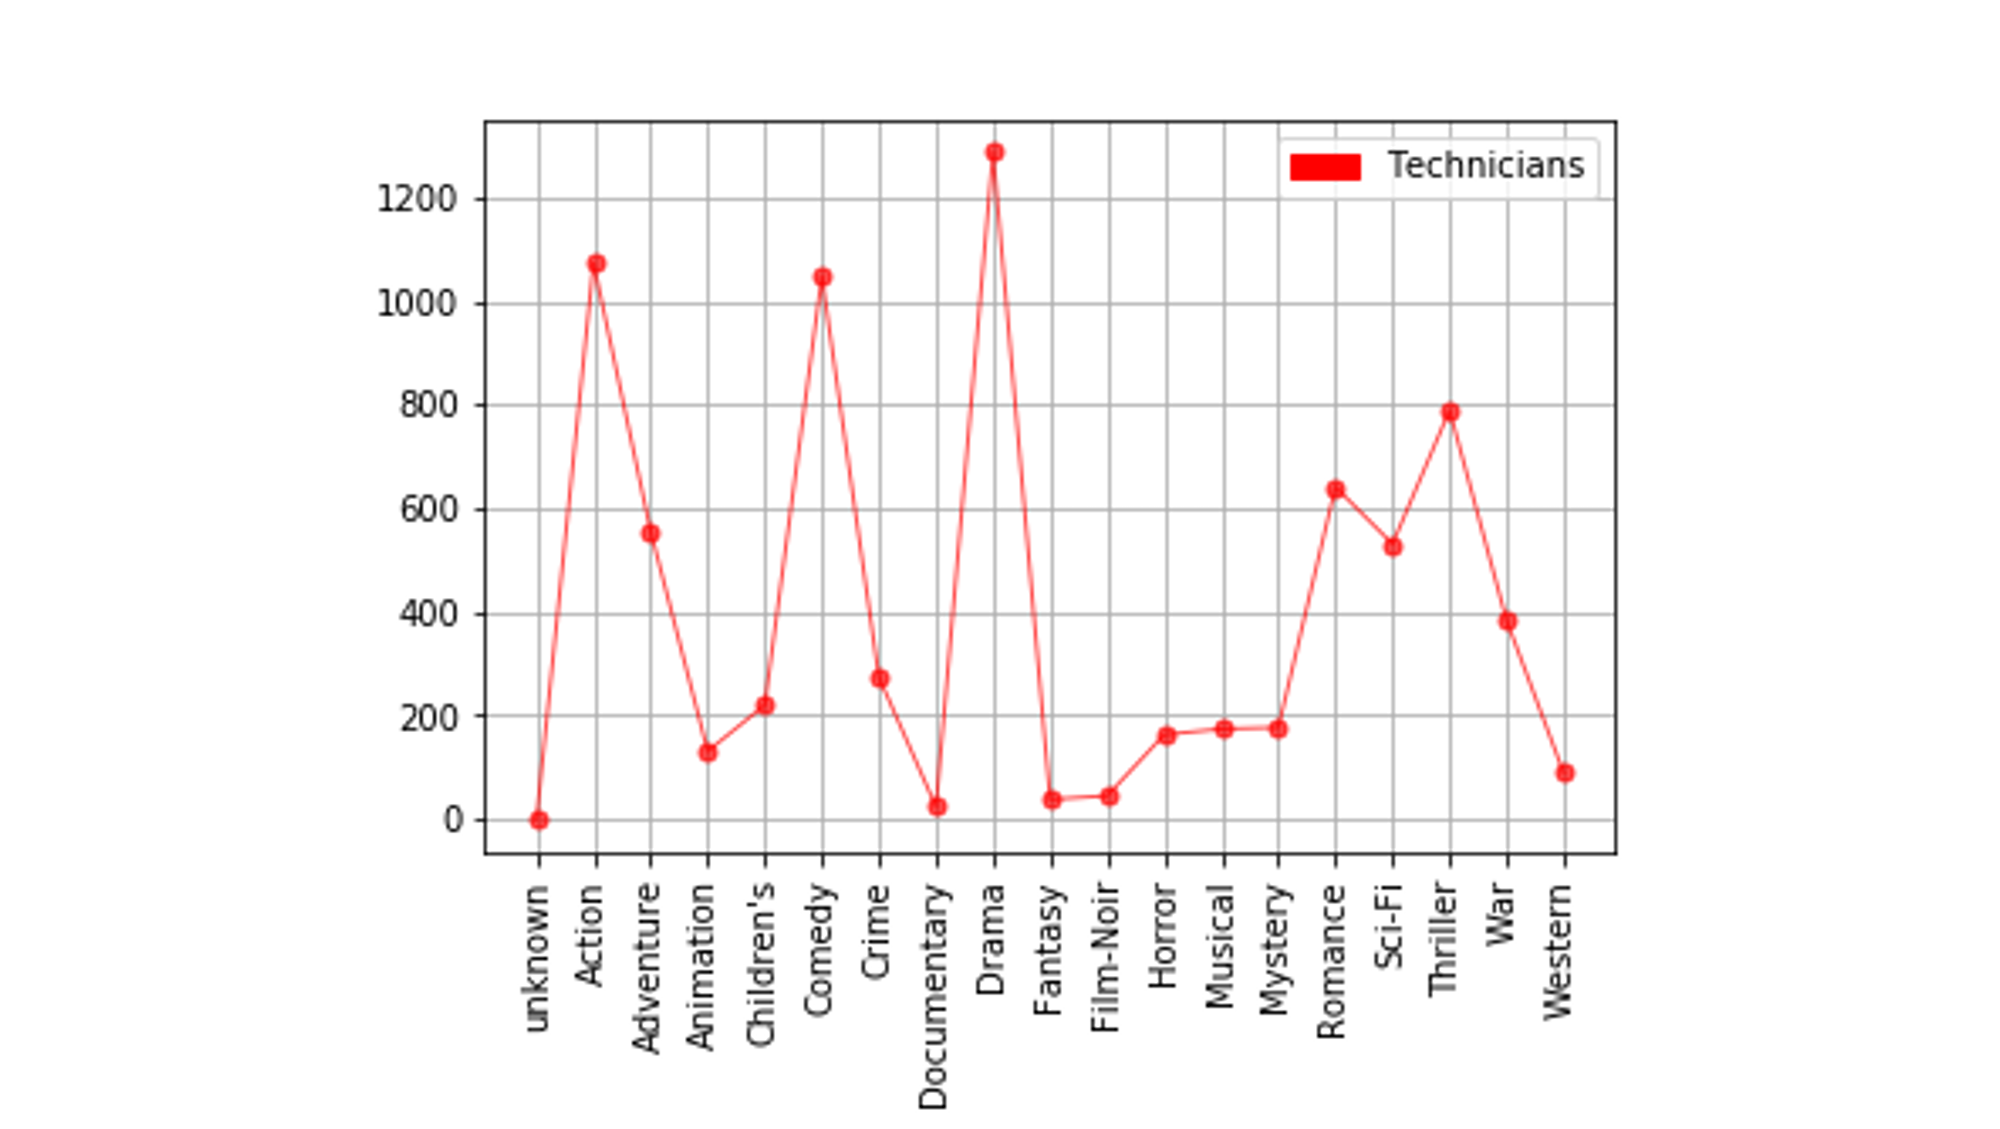 Technicians
1200
1000
800
600
400
200
0
unknown
Action
Adventure
Animation
Children's
Comedy
Crime
Documentary
Drama
Fantasy
Film-Noir
Horror
Musical
Mystery
Romance
Sci-Fi
Thriller
War
Western